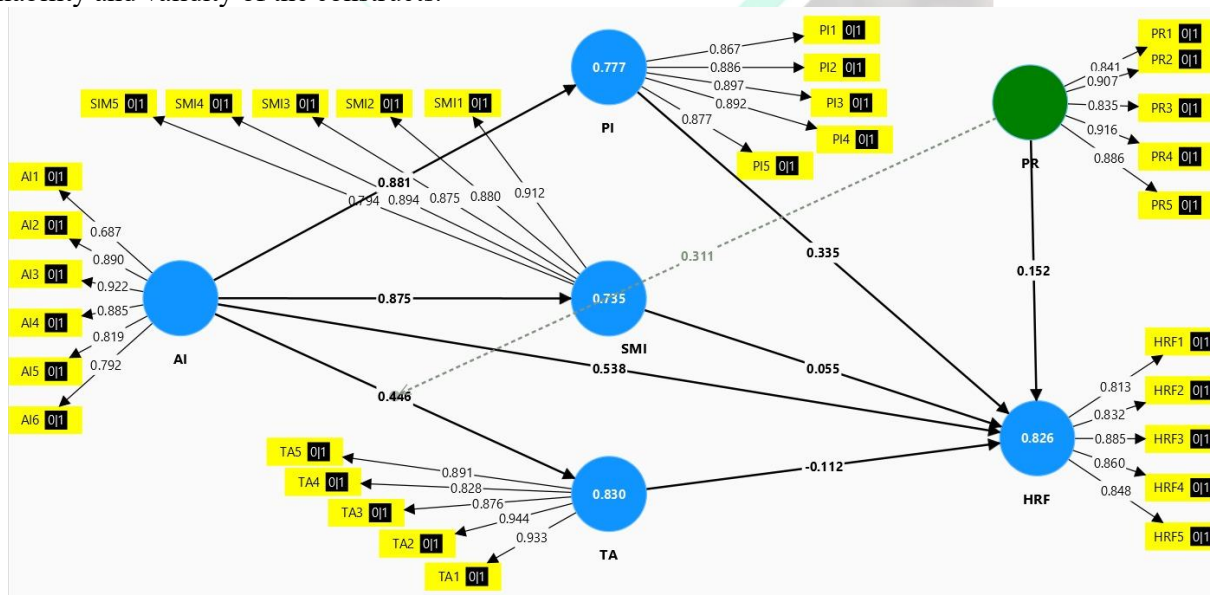 ability and validity of the constructs.
PI1 0|1
PI2 0|1
PI3 0|1
PI4 0|1
PI5 0|1
0.867
0.886
0.897
0.892
0.877
0.777
PI
PR1 0|1
PR2 0|1
PR3 0|1
PR4 0|1
PR5 0|1
0.841
0.907
0.835
0.916
0.886
PR
SIM5 0|1
SMI4 0|1
SMI3 0|1
SMI2 0|1
SMI1 0|1
0.794
0.894
0.875
0.880
0.912
0.881
0.311
0.335
0.152
AI1 0|1
AI2 0|1
AI3 0|1
AI4 0|1
AI5 0|1
AI6 0|1
0.687
0.890
0.922
0.885
0.819
0.792
AI
0.875
0.735
SMI
0.538
0.055
0.446
-0.112
HRF1 0|1
HRF2 0|1
HRF3 0|1
HRF4 0|1
HRF5 0|1
0.813
0.832
0.885
0.860
0.848
0.826
HRF
TA5 0|1
TA4 0|1
TA3 0|1
TA2 0|1
TA1 0|1
0.891
0.828
0.876
0.944
0.933
0.830
TA